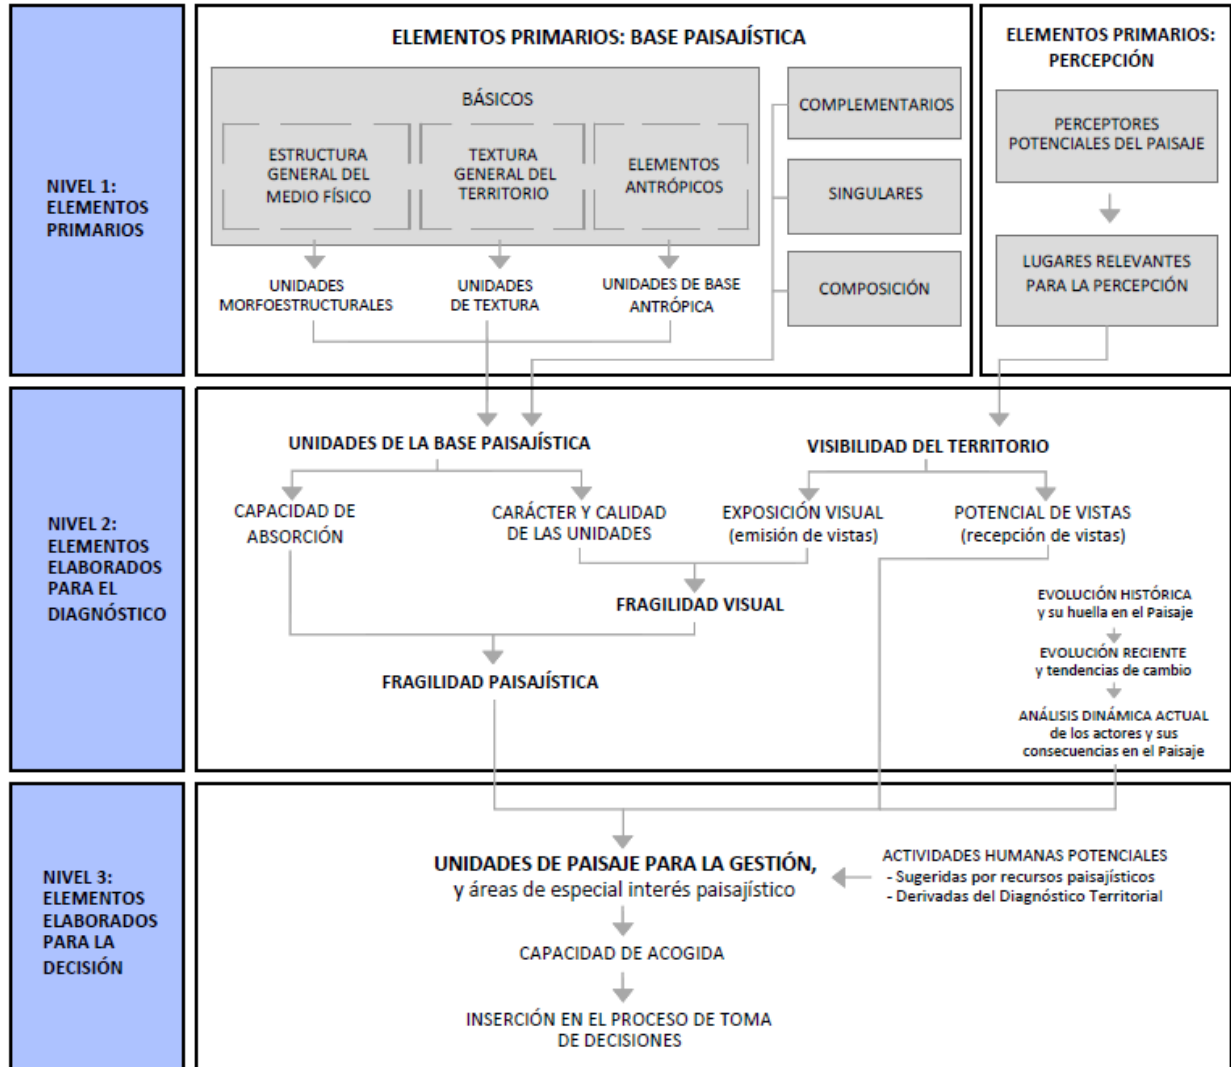 NIVEL 1:
ELEMENTOS
PRIMARIOS
ELEMENTOS PRIMARIOS: BASE PAISAJÍSTICA
BÁSICOS
ESTRUCTURA
GENERAL DEL
MEDIO FÍSICO
TEXTURA
GENERAL DEL
TERRITORIO
ELEMENTOS
ANTRÓPICOS
UNIDADES
MORFOESTRUCTURALES
UNIDADES
DE TEXTURA
UNIDADES DE BASE
ANTRÓPICA
COMPLEMENTARIOS
SINGULARES
COMPOSICIÓN
ELEMENTOS PRIMARIOS:
PERCEPCIÓN
PERCEPTORES
POTENCIALES DEL PAISAJE
LUGARES RELEVANTES
PARA LA PERCEPCIÓN
NIVEL 2:
ELEMENTOS
ELABORADOS
PARA EL
DIAGNÓSTICO
UNIDADES DE LA BASE PAISAJÍSTICA
CAPACIDAD DE
ABSORCIÓN
CARÁCTER Y CALIDAD
DE LAS UNIDADES
VISIBILIDAD DEL TERRITORIO
EXPOSICIÓN VISUAL
(emisión de vistas)
POTENCIAL DE VISTAS
(recepción de vistas)
FRAGILIDAD VISUAL
FRAGILIDAD PAISAJÍSTICA
EVOLUCIÓN HISTÓRICA
y su huella en el Paisaje
EVOLUCIÓN RECIENTE
y tendencias de cambio
ANÁLISIS DINÁMICA ACTUAL
de los actores y sus
consecuencias en el Paisaje
NIVEL 3:
ELEMENTOS
ELABORADOS
PARA LA
DECISIÓN
UNIDADES DE PAISAJE PARA LA GESTIÓN,
y áreas de especial interés paisajístico
ACTIVIDADES HUMANAS POTENCIALES
- Sugeridas por recursos paisajísticos
- Derivadas del Diagnóstico Territorial
CAPACIDAD DE ACOGIDA
INSERCIÓN EN EL PROCESO DE TOMA
DE DECISIONES